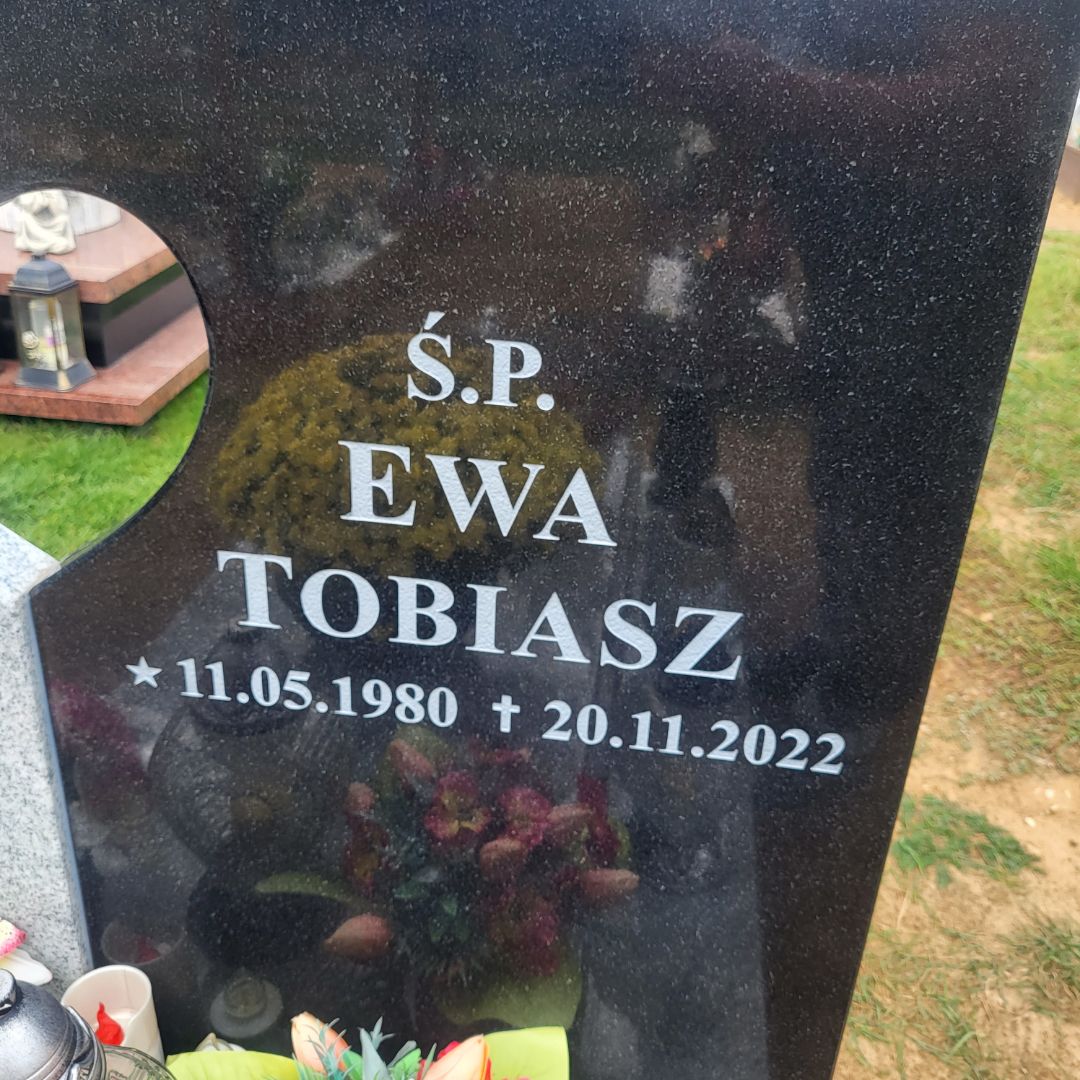 Ś.P.
EWA
TOBIASZ
★ 11.05.1980 ✝ 20.11.2022